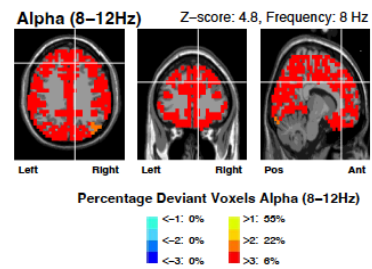 Alpha (8-12Hz) Z-score: 4.8, Frequency: 8 Hz
Left Right Left Right Pos Ant
Percentage Deviant Voxels Alpha (8-12Hz)
<-1: 0% >1: 55%
<-2: 0% >2: 22%
<-3: 0% >3: 6%